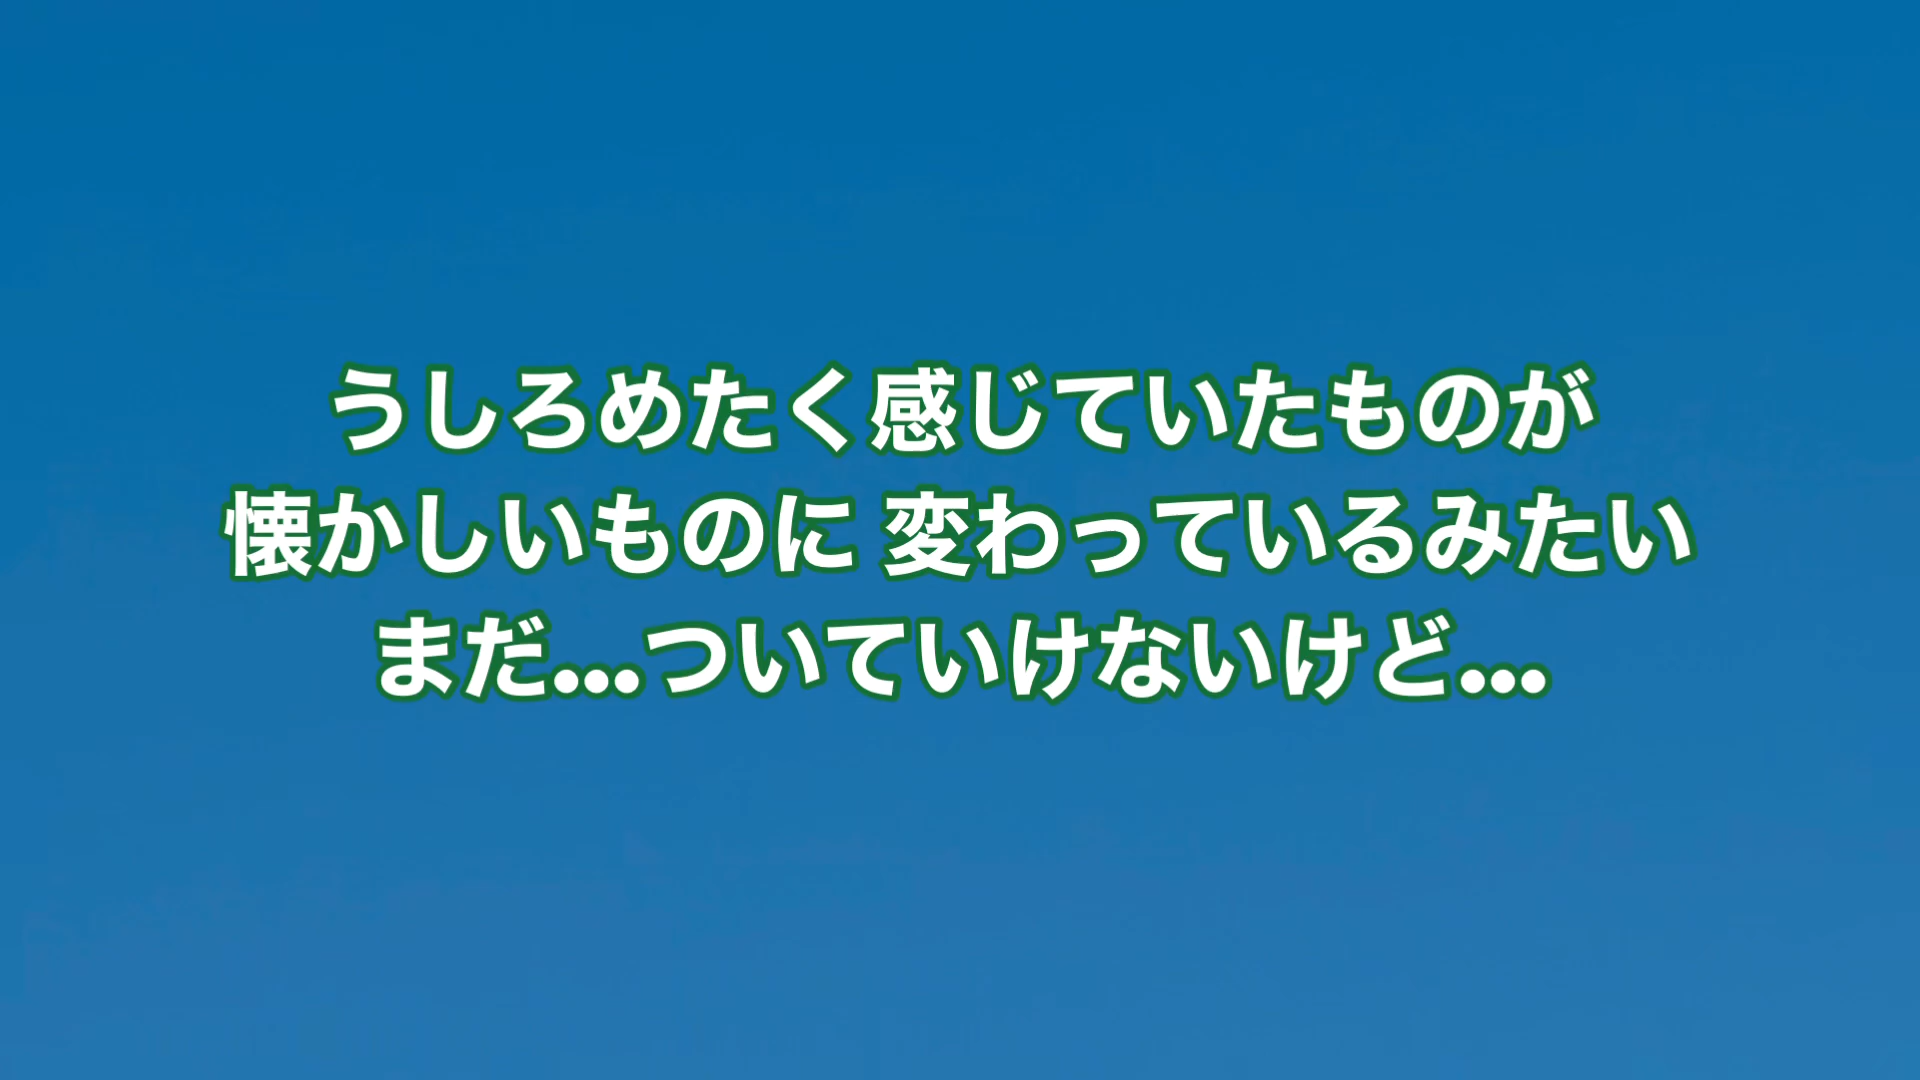 うしろめたく感じていたものが
懐かしいものに 変わっているみたい
まだ...ついていけないけど...